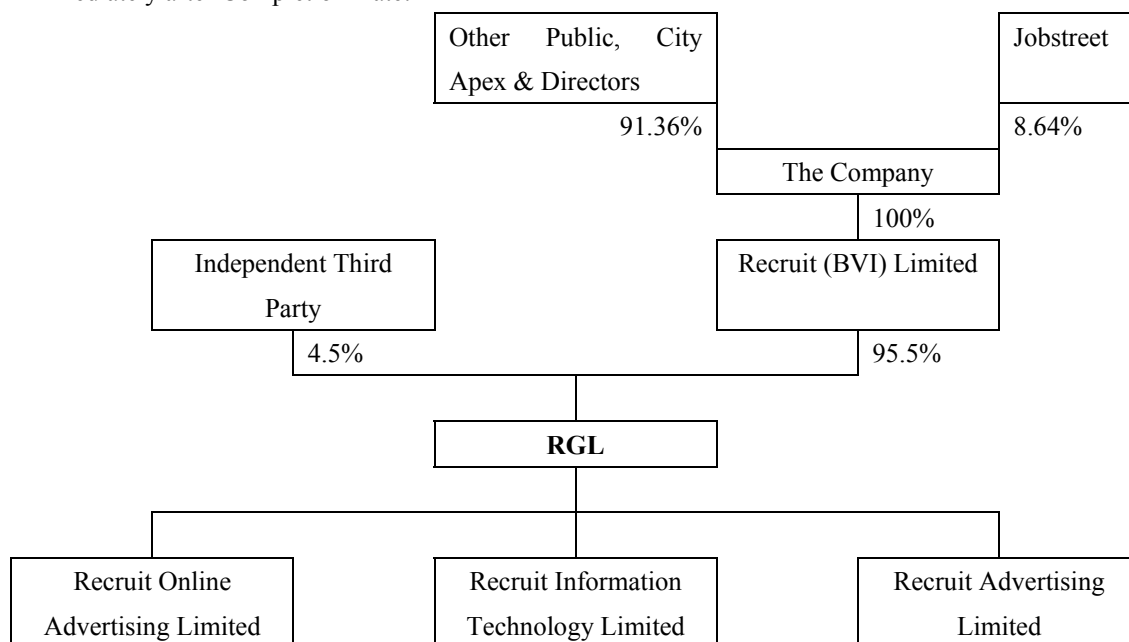 Other Public, City
Apex & Directors
Jobstreet
91.36%
8.64%
The Company
100%
Independent Third
Party
Recruit (BVI) Limited
4.5%
95.5%
RGL
Recruit Online
Advertising Limited
Recruit Information
Technology Limited
Recruit Advertising
Limited